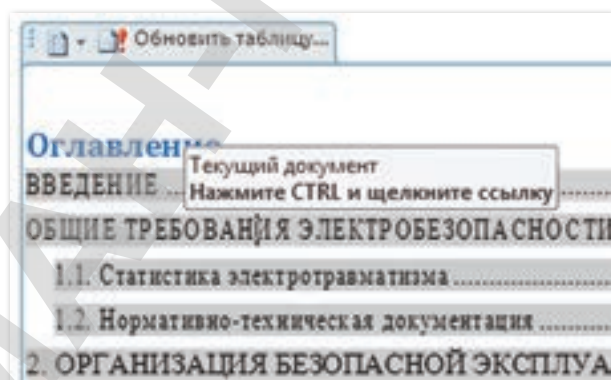 Обновить таблицу...
Оглавление
Текущий документ
Нажмите CTRL и щелкните ссылку
ВВЕДЕНИЕ ...
ОБЩИЕ ТРЕБОВАНИЯ ЭЛЕКТРОБЕЗОПАСНОСТИ
1.1. Статистика электротравматизма ...........................
1.2. Нормативно-техническая документация ............
2. ОРГАНИЗАЦИЯ БЕЗОПАСНОЙ ЭКСПЛУА